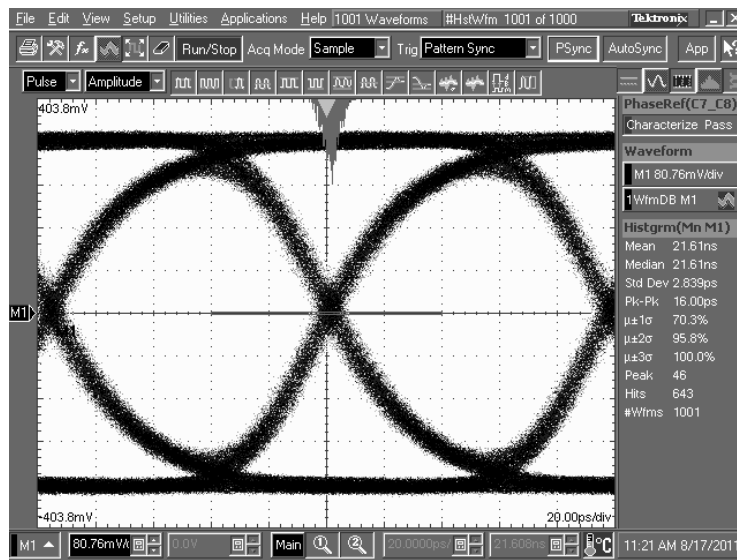 File Edit View Setup Utilities Applications Help 1001 Waveforms #HstWfm 1001 of 1000 Tektronix
Run/Stop Acq Mode Sample Trig Pattern Sync PSync AutoSync App
Pulse Amplitude
403.8mV
PhaseRef(C7_C8)
Characterize Pass
Waveform
M1 80.76mV/div
1WfmDB M1
Histgrm(Mn M1)
Mean 21.61ns
Median 21.61ns
Std Dev 2.839ps
Pk-Pk 16.00ps
μ±1σ 70.3%
μ±2σ 95.8%
μ±3σ 100.0%
Peak 46
Hits 643
#Wfms 1001
M1
-403.8mV
20.00ps/div
M1 80.76mV/ 0.0V Main 1 2 20.0000ps/ 21.608ns °C 11:21 AM 8/17/2011